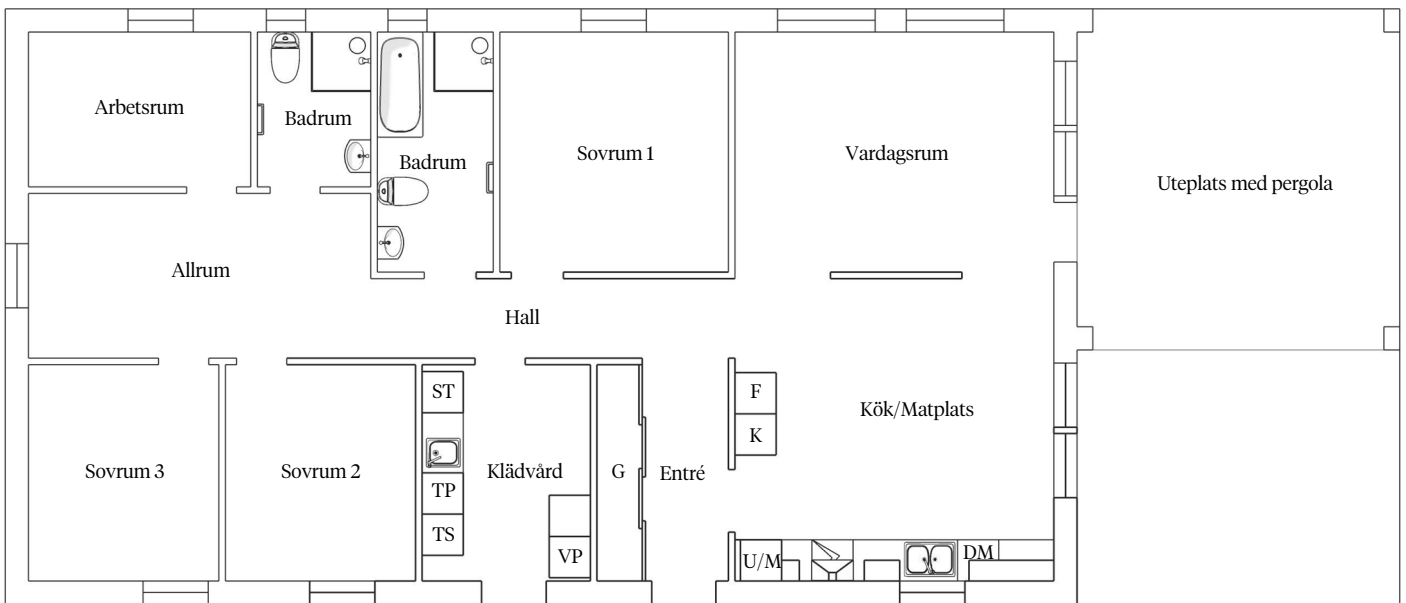 Arbetsrum
Badrum
Badrum
Sovrum 1
Vardagsrum
Uteplats med pergola
Allrum
Hall
ST
F
K
Kök/Matplats
Sovrum 3
Sovrum 2
Klädvård
G
Entré
TP
TS
VP
U/M
DM